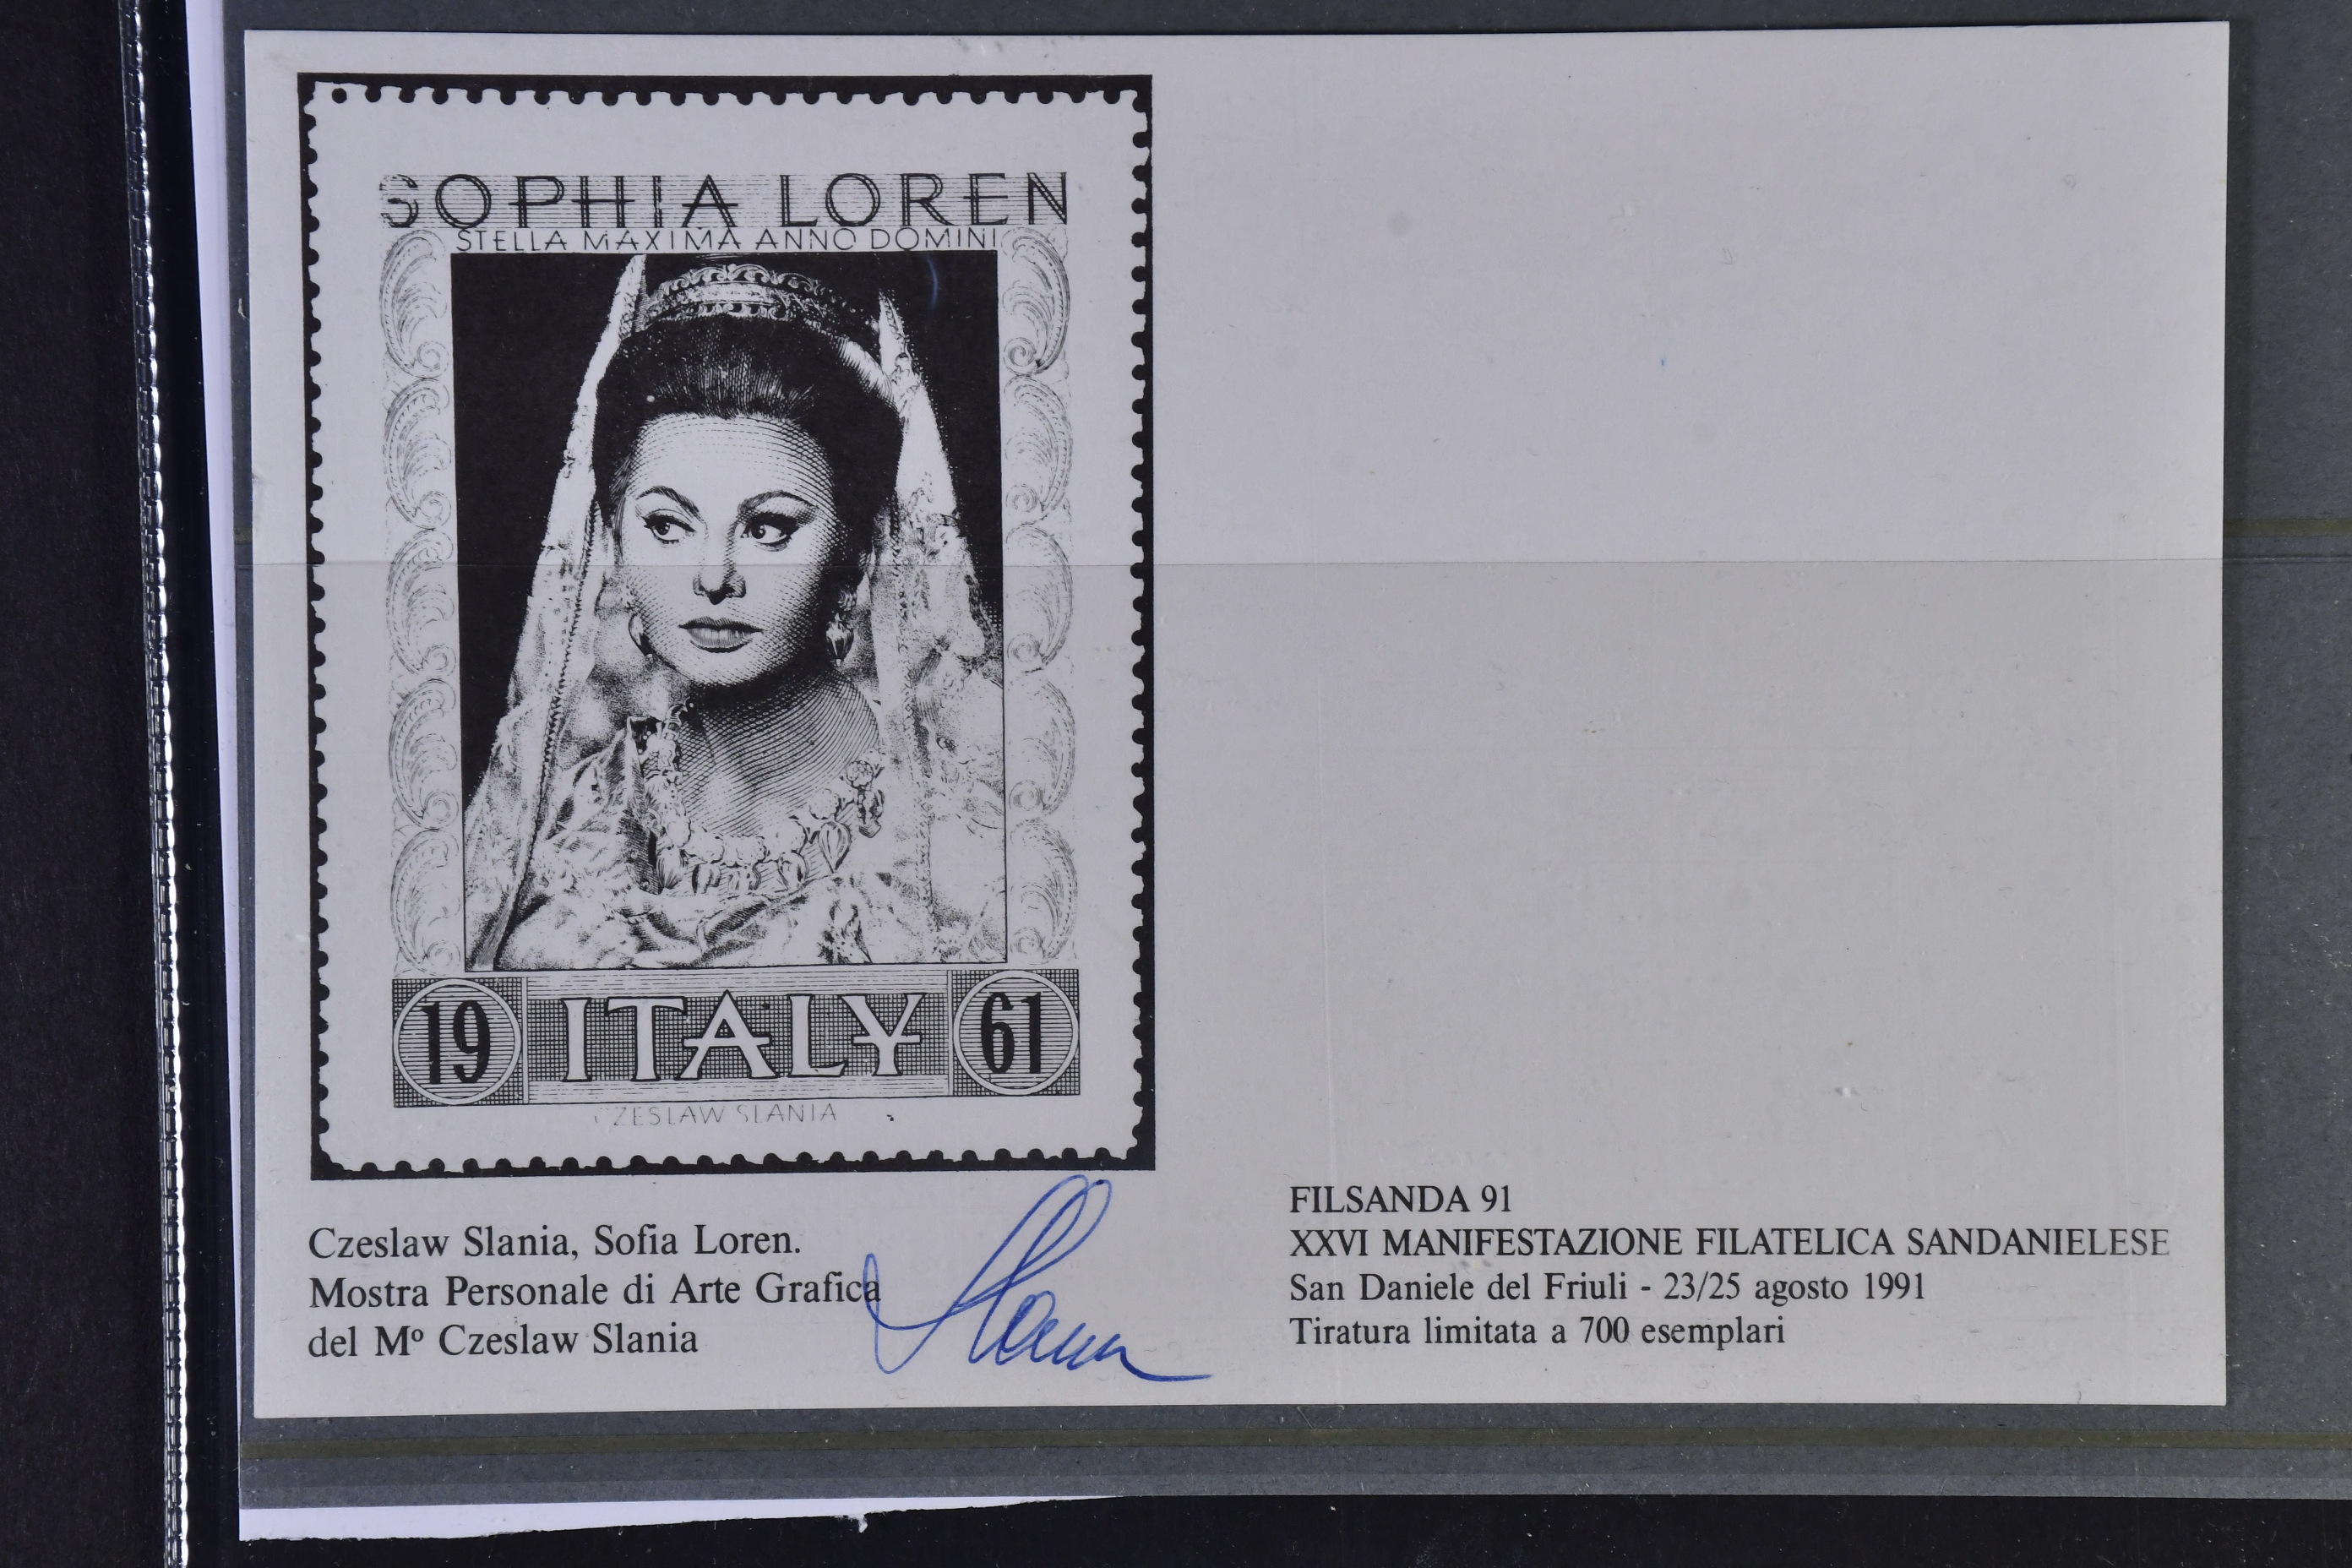 SOPHIA LOREN
STELLA MAXIMA ANNO DOMINI
19 ITALY 61
CZESLAW SLANIA
Czeslaw Slania, Sofia Loren.
Mostra Personale di Arte Grafica
del Mº Czeslaw Slania
Slania
FILSANDA 91
XXVI MANIFESTAZIONE FILATELICA SANDANIELESE
San Daniele del Friuli - 23/25 agosto 1991
Tiratura limitata a 700 esemplari